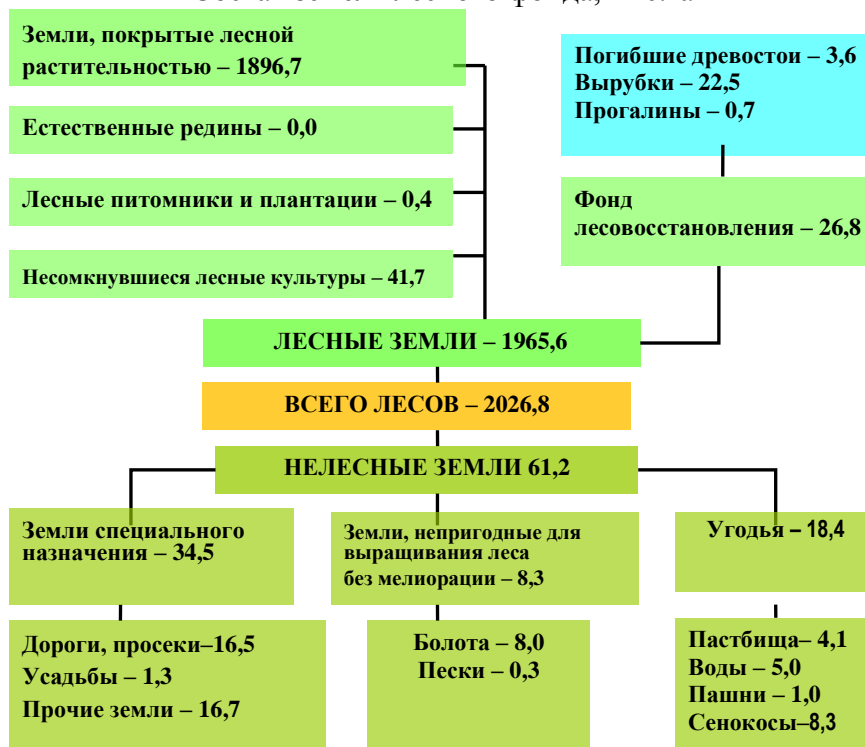 Земли, покрытые лесной
растительностью – 1896,7
Естественные редины – 0,0
Лесные питомники и плантации – 0,4
Несомкнувшиеся лесные культуры – 41,7
Погибшие древостои – 3,6
Вырубки – 22,5
Прогалины – 0,7
Фонд
лесовосстановления – 26,8
ЛЕСНЫЕ ЗЕМЛИ – 1965,6
ВСЕГО ЛЕСОВ – 2026,8
НЕЛЕСНЫЕ ЗЕМЛИ 61,2
Земли специального
назначения – 34,5
Земли, непригодные для
выращивания леса
без мелиорации – 8,3
Угодья – 18,4
Дороги, просеки–16,5
Усадьбы – 1,3
Прочие земли – 16,7
Болота – 8,0
Пески – 0,3
Пастбища– 4,1
Воды – 5,0
Пашни – 1,0
Сенокосы–8,3